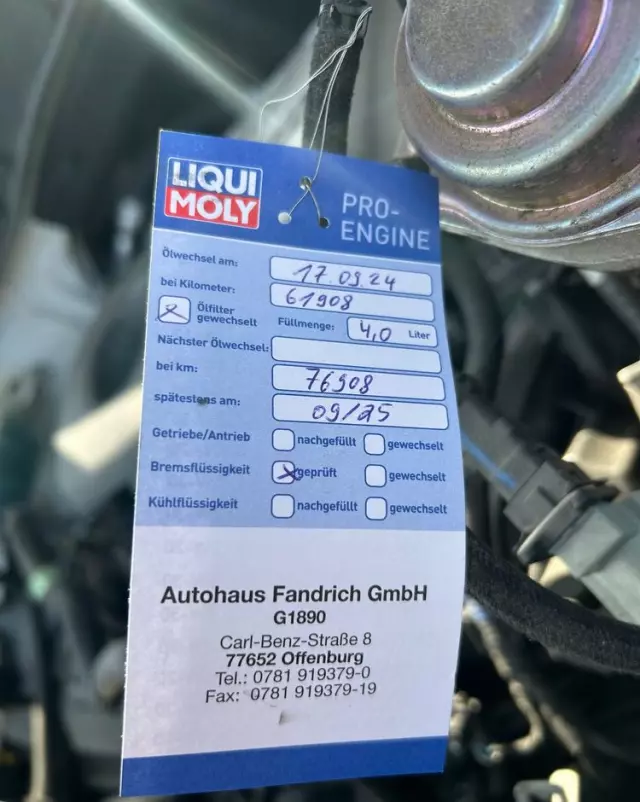 LIQUI
MOLY
PRO-
ENGINE
Ölwechsel am: 17.09.24
bei Kilometer: 61908
Ölfilter
gewechselt
Füllmenge: 4,0 Liter
Nächster Ölwechsel:
bei km: 76908
spätestens am: 09/25
Getriebe/Antrieb nachgefüllt gewechselt
Bremsflüssigkeit geprüft gewechselt
Kühlflüssigkeit nachgefüllt gewechselt
Autohaus Fandrich GmbH
G1890
Carl-Benz-Straße 8
77652 Offenburg
Tel.: 0781 919379-0
Fax: 0781 919379-19